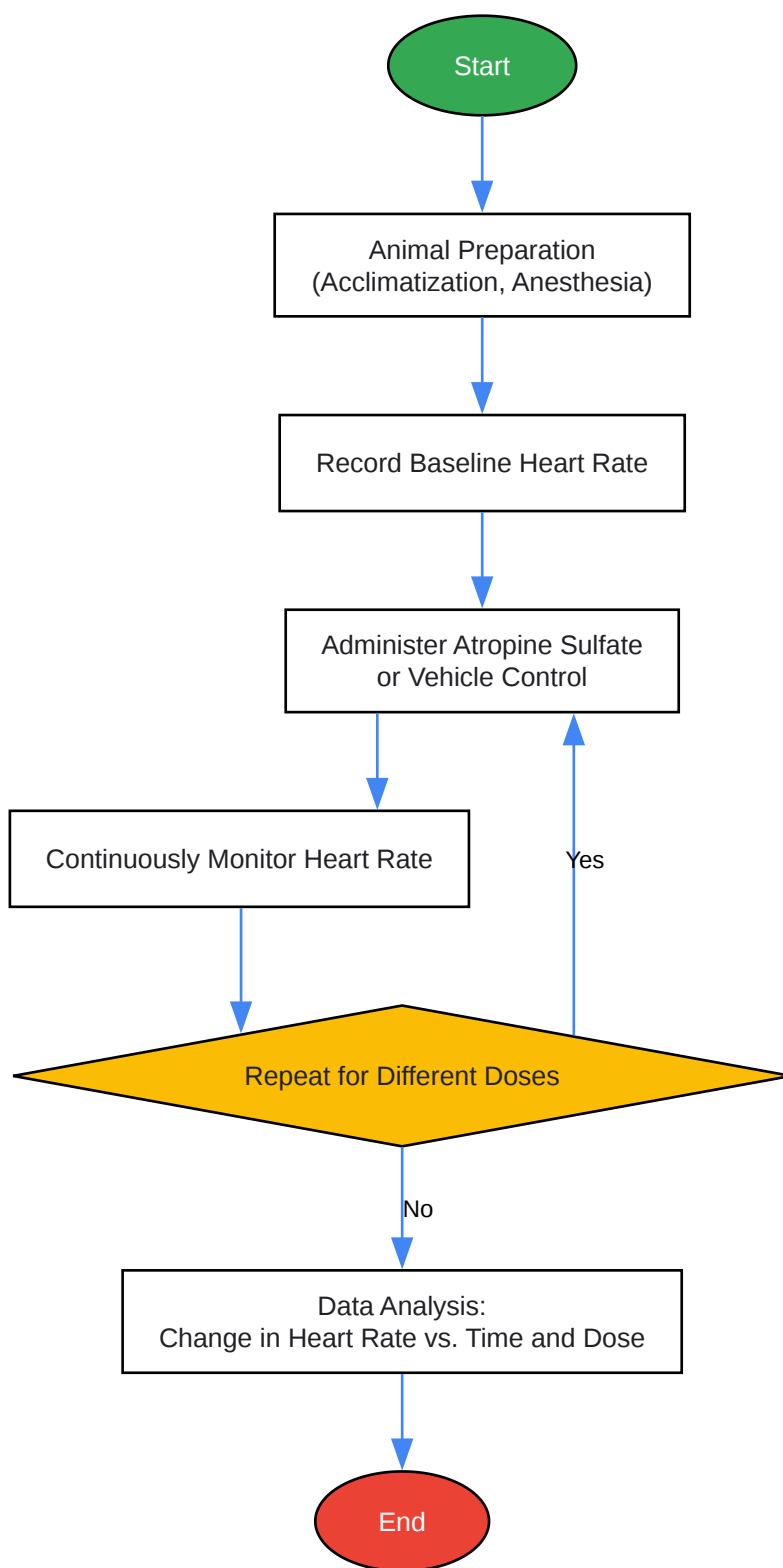 Start
Animal Preparation
(Acclimatization, Anesthesia)
Record Baseline Heart Rate
Administer Atropine Sulfate
or Vehicle Control
Continuously Monitor Heart Rate
Yes
Repeat for Different Doses
No
Data Analysis:
Change in Heart Rate vs. Time and Dose
End